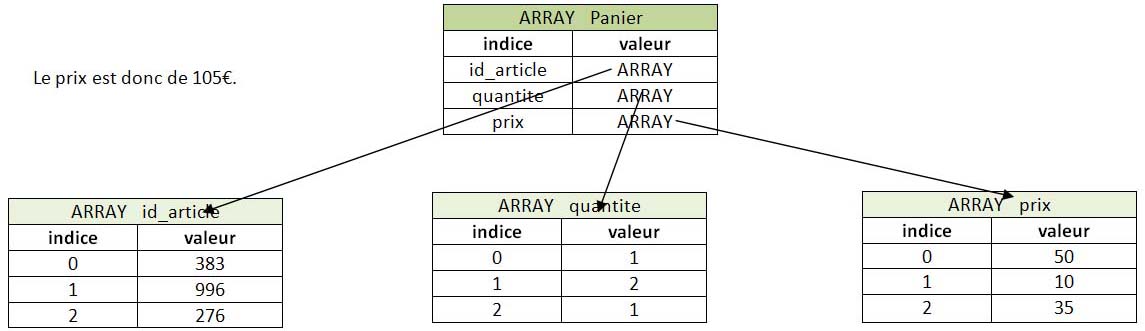 ARRAY Panier
indice valeur
id_article ARRAY
quantite ARRAY
prix ARRAY
Le prix est donc de 105€.
ARRAY id_article
indice valeur
0 383
1 996
2 276
ARRAY quantite
indice valeur
0 1
1 2
2 1
ARRAY prix
indice valeur
0 50
1 10
2 35